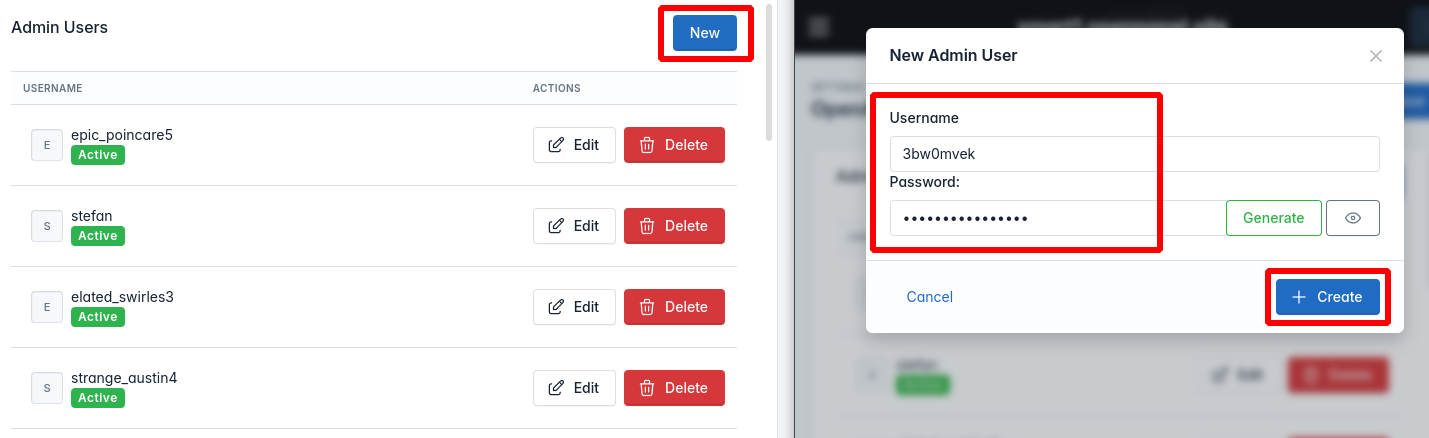 Admin Users
New
USERNAME
ACTIONS
E
epic_poincare5
Active
Edit
Delete
S
stefan
Active
Edit
Delete
E
elated_swirles3
Active
Edit
Delete
S
strange_austin4
Active
Edit
Delete
New Admin User
Username
3bw0mvek
Password:
••••••••••••••••
Generate
Cancel
Create